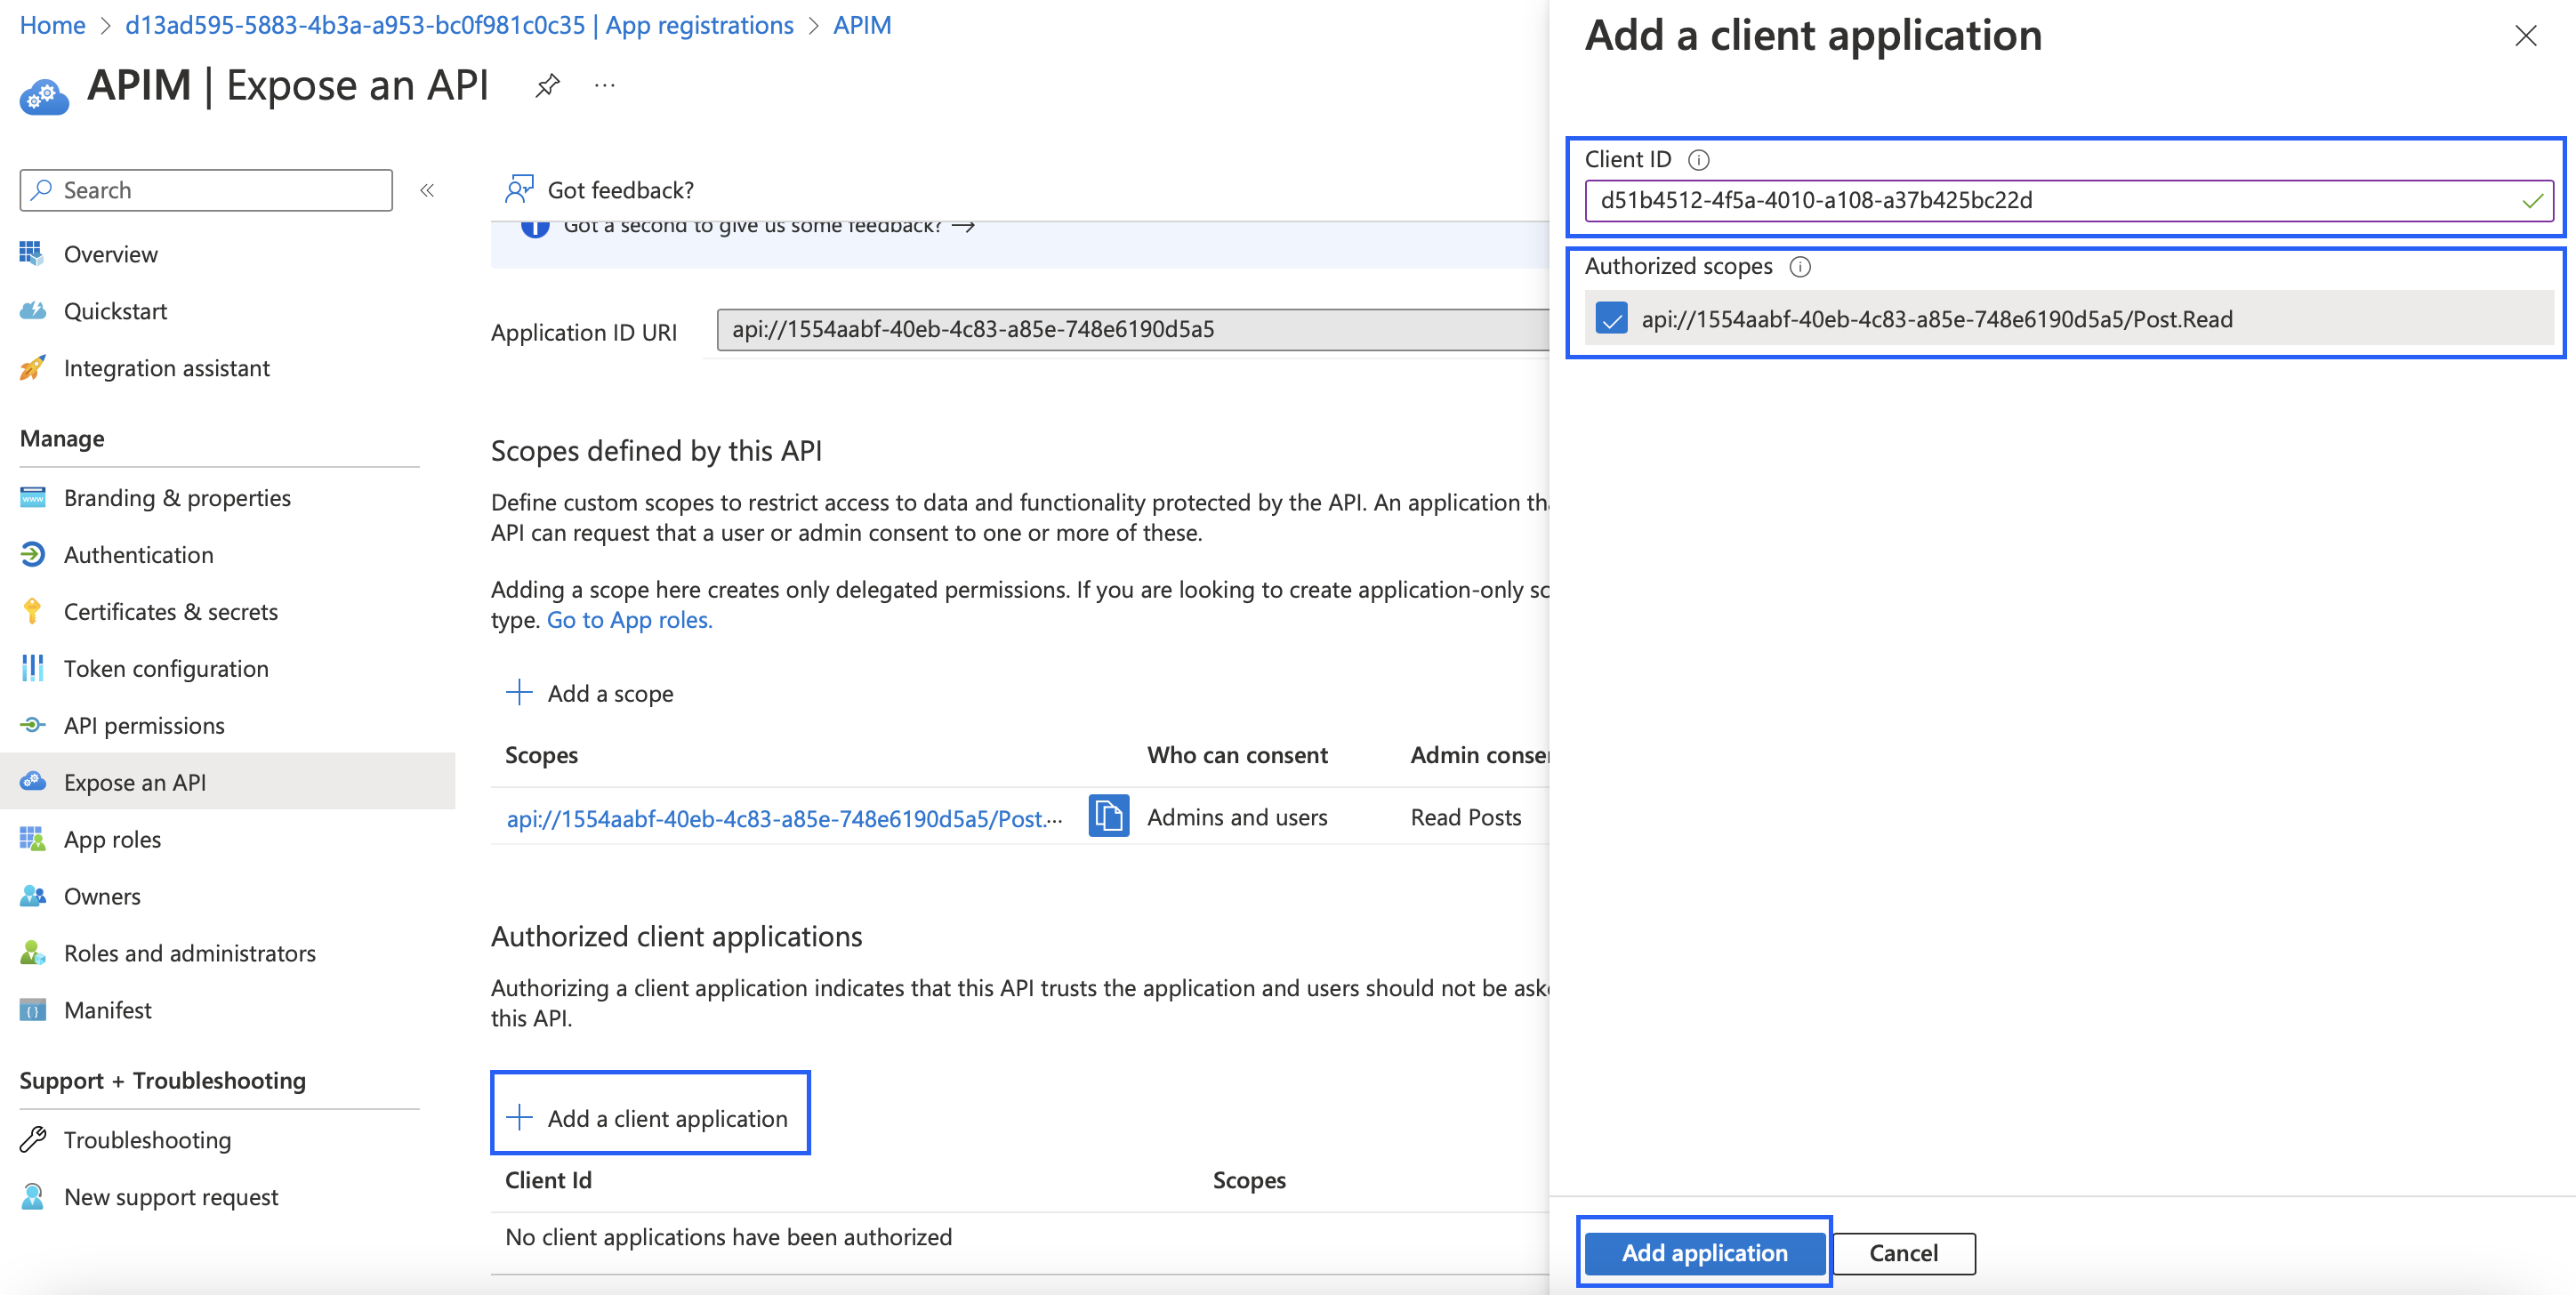 Home > d13ad595-5883-4b3a-a953-bc0f981c0c35 | App registrations > APIM
APIM | Expose an API
Search
Overview
Quickstart
Integration assistant
Manage
Branding & properties
Authentication
Certificates & secrets
Token configuration
API permissions
Expose an API
App roles
Owners
Roles and administrators
Manifest
Support + Troubleshooting
Troubleshooting
New support request
Got feedback?
Got a second to give us some feedback? →
Application ID URI
api://1554aabf-40eb-4c83-a85e-748e6190d5a5
Scopes defined by this API
Define custom scopes to restrict access to data and functionality protected by the API. An application
API can request that a user or admin consent to one or more of these.
Adding a scope here creates only delegated permissions. If you are looking to create application-only
type. Go to App roles.
Add a scope
Scopes Who can consent Admin
api://1554aabf-40eb-4c83-a85e-748e6190d5a5/Post.··· Admins and users Read Posts
Authorized client applications
Authorizing a client application indicates that this API trusts the application and users should not be
this API.
Add a client application
Client Id Scopes
No client applications have been authorized
Add a client application
Client ID
d51b4512-4f5a-4010-a108-a37b425bc22d
Authorized scopes
api://1554aabf-40eb-4c83-a85e-748e6190d5a5/Post.Read
Add application
Cancel